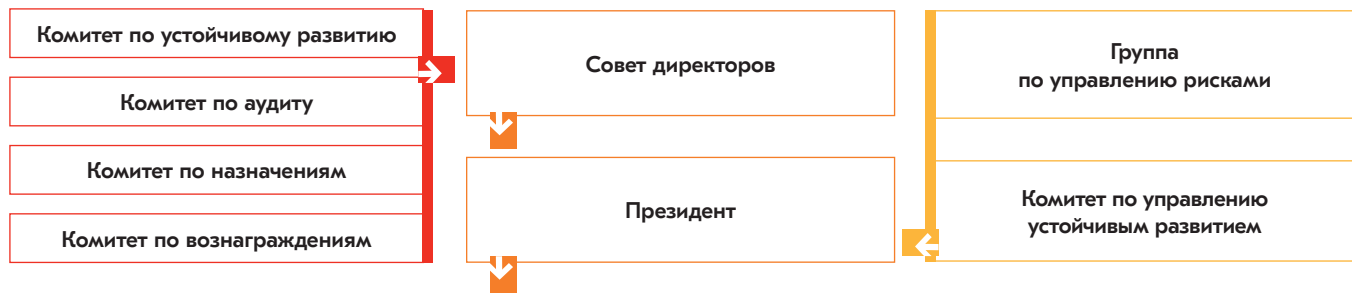 Комитет по устойчивому развитию
Комитет по аудиту
Комитет по назначениям
Комитет по вознаграждениям
Совет директоров
Президент
Группа
по управлению рисками
Комитет по управлению
устойчивым развитием